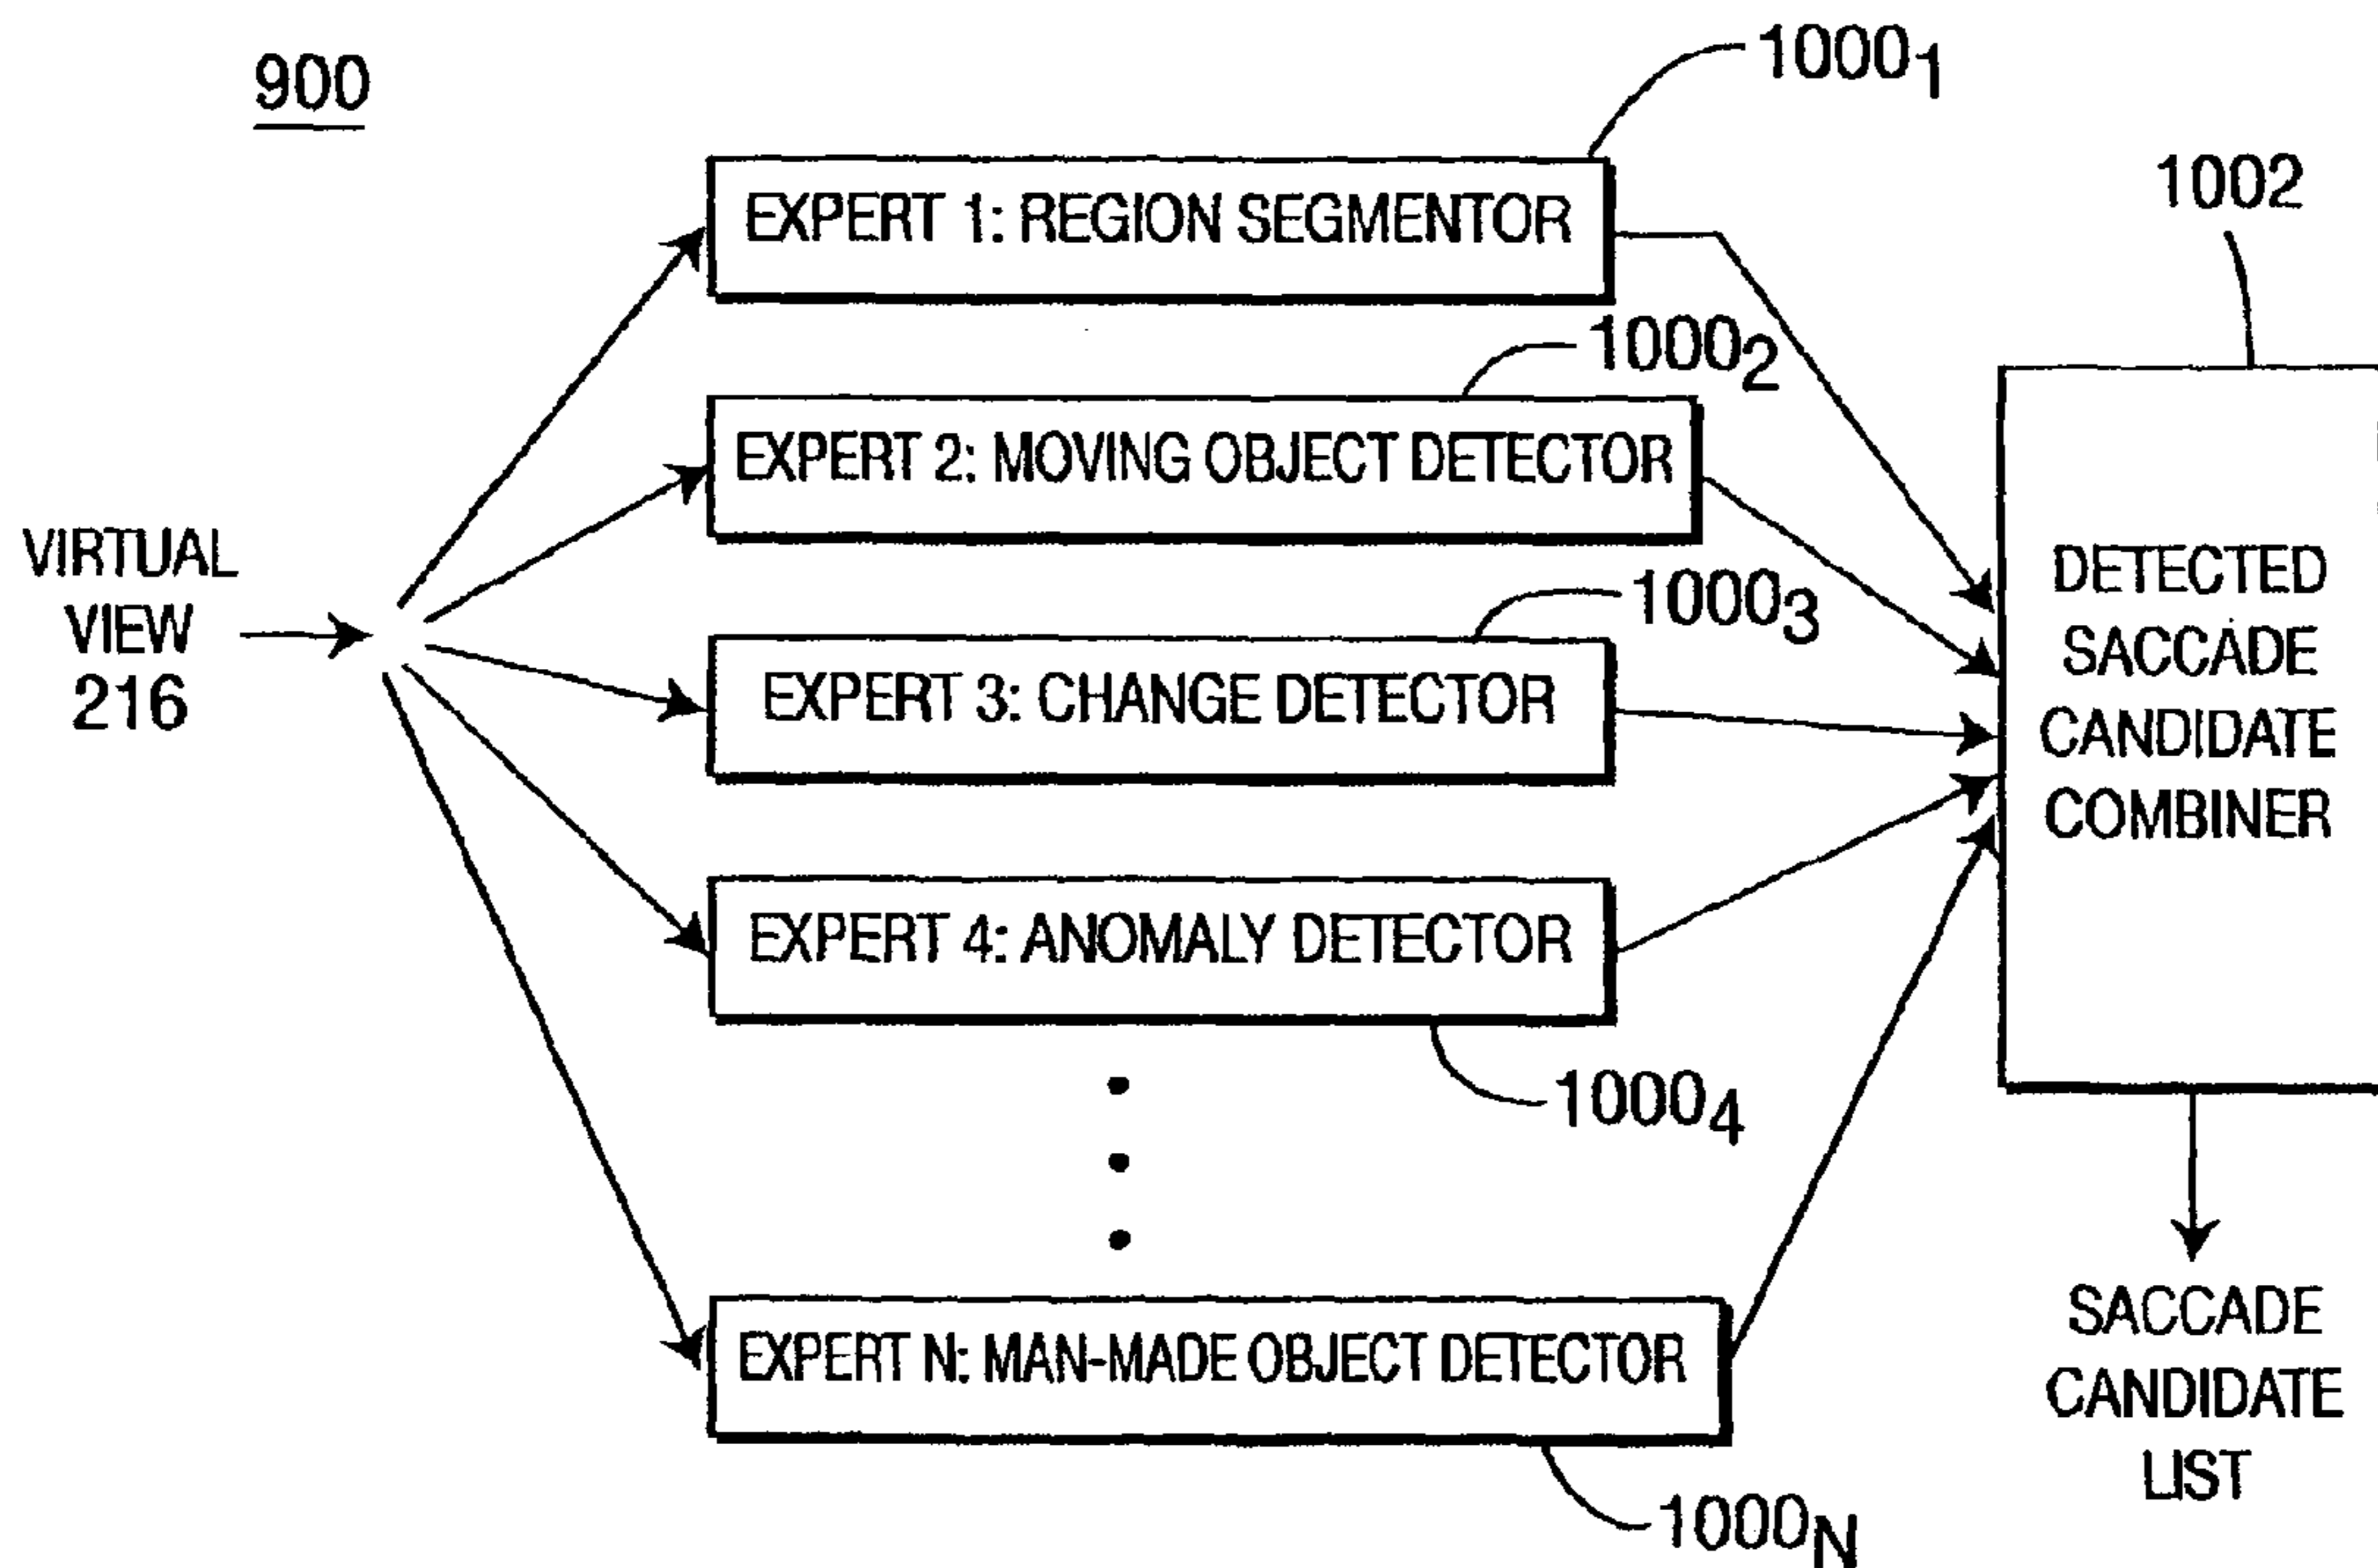 900
1000₁
EXPERT 1: REGION SEGMENTOR
1002
1000₂
EXPERT 2: MOVING OBJECT DETECTOR
VIRTUAL
VIEW
216
1000₃
EXPERT 3: CHANGE DETECTOR
DETECTED
SACCADE
CANDIDATE
COMBINER
EXPERT 4: ANOMALY DETECTOR
1000₄
EXPERT N: MAN-MADE OBJECT DETECTOR
1000N
SACCADE
CANDIDATE
LIST